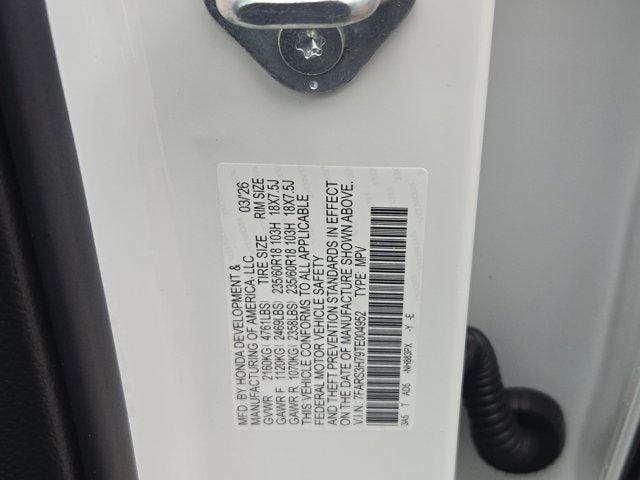 MFD. BY HONDA DEVELOPMENT &
MANUFACTURING OF AMERICA, LLC 03/26
GVWR 2160KG( 4761LBS) TIRE SIZE RIM SIZE
GAWR F 1120KG( 2469LBS) 235/60R18 103H 18X7.5J
GAWR R 1070KG( 2358LBS) 235/60R18 103H 18X7.5J
THIS VEHICLE CONFORMS TO ALL APPLICABLE
FEDERAL MOTOR VEHICLE SAFETY
AND THEFT PREVENTION STANDARDS IN EFFECT
ON THE DATE OF MANUFACTURE SHOWN ABOVE.
V.I.N. 7FARS3H79TE004952 TYPE MPV
3A6 T AD5 -NH883PX -Y -E